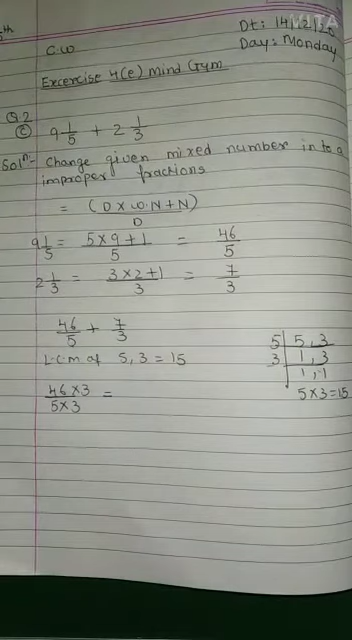 5th
Dt: 14/12/20
C.W
Day: Monday
Excercise 4(e) mind Gym
Q2
(c) 9 1/5 + 2 1/3
Solⁿ:- Change given mixed number in to a
improper fractions
= (D x W.N + N)/D
9 1/5 = (5 x 9 + 1)/5 = 46/5
2 1/3 = (3 x 2 + 1)/3 = 7/3
46/5 + 7/3
L.C.M of 5, 3 = 15
5 | 5, 3
3 | 1, 3
1, 1
5 x 3 = 15
(46 x 3)/(5 x 3) =